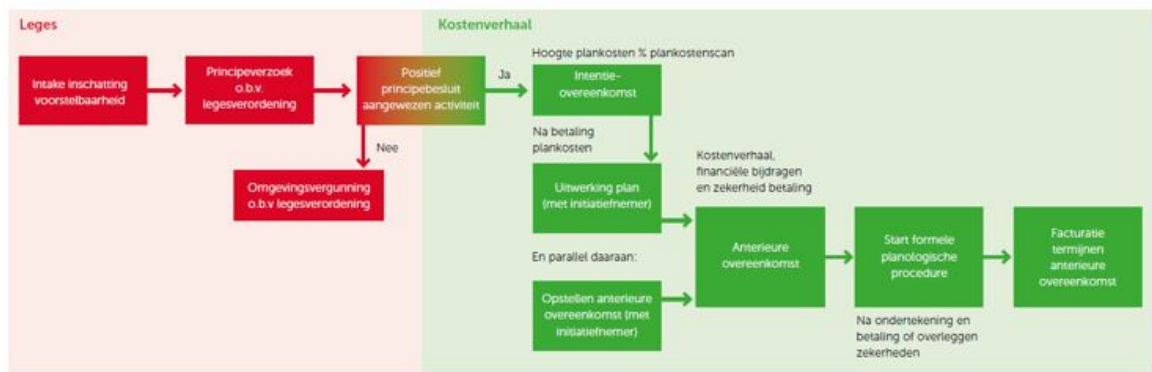 Leges
Kostenverhaal
Intake inschatting
voorstelbaarheid
Principeverzoek
o.b.v.
legesverordening
Positief
principebesluit
aangewezen activiteit
Ja
Nee
Omgevingsvergunning
o.b.v legesverordening
Hoogte plankosten % plankostenscan
Intentie-
overeenkomst
Na betaling
plankosten
Uitwerking plan
(met initiatiefnemer)
En parallel daaraan:
Opstellen anterieure
overeenkomst (met
initiatiefnemer)
Kostenverhaal,
financiële bijdragen
en zekerheid betaling
Anterieure
overeenkomst
Start formele
planologische
procedure
Na ondertekening en
betaling of overleggen
zekerheden
Facturatie
termijnen
anterieure
overeenkomst